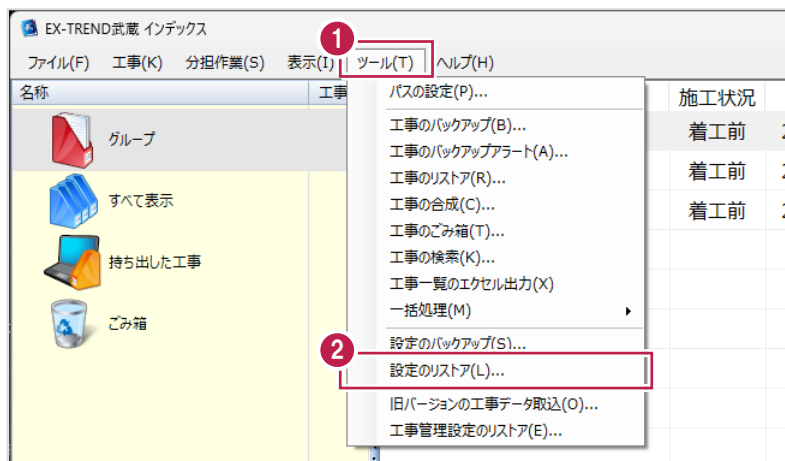 EX-TREND武蔵 インデックス
1
ファイル(F) 工事(K) 分担作業(S) 表示(I) ツール(T) ヘルプ(H)
名称 工事
パスの設定(P)...
工事のバックアップ(B)...
工事のバックアップアラート(A)...
工事のリストア(R)...
工事の合成(C)...
工事のごみ箱(T)...
工事の検索(K)...
工事一覧のエクセル出力(X)
一括処理(M)
設定のバックアップ(S)...
2
設定のリストア(L)...
旧バージョンの工事データ取込(O)...
工事管理設定のリストア(E)...
グループ
すべて表示
持ち出した工事
ごみ箱
施工状況
着工前 2
着工前 2
着工前 2